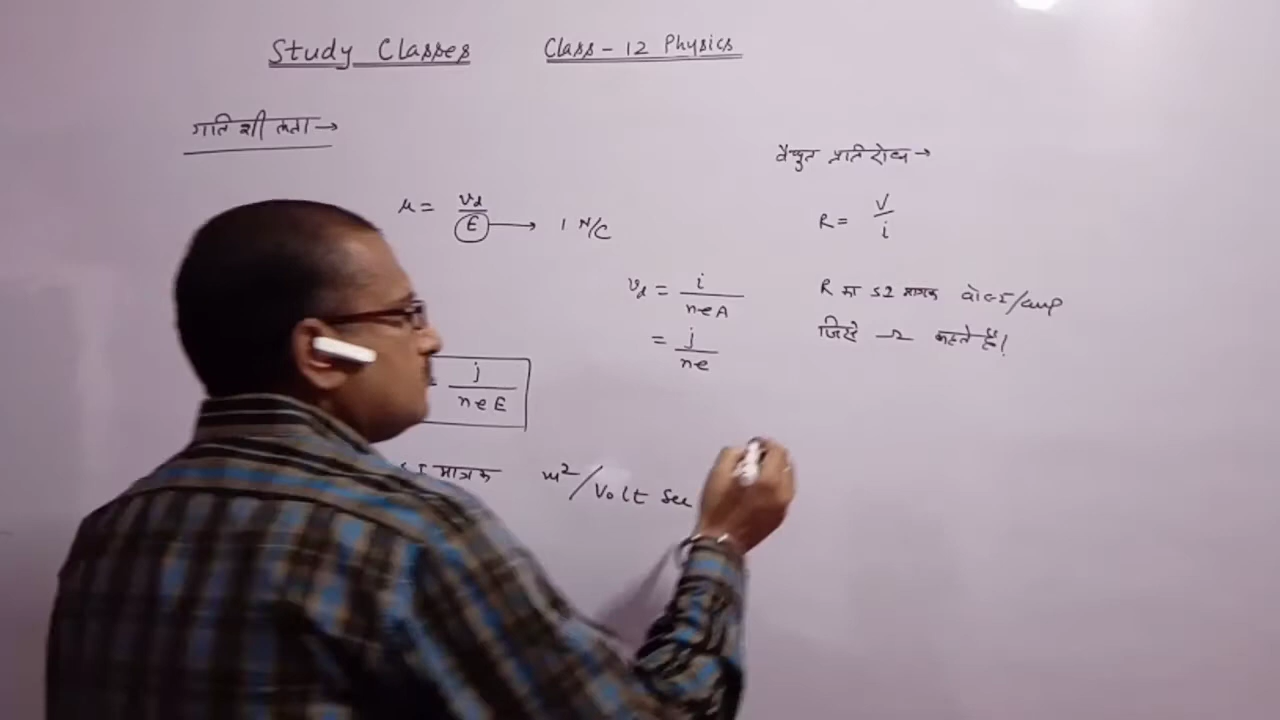 Study Classes Class - 12 Physics
गतिशीलता →
μ = vd / E → 1 N/C
vd = i / neA
= j / ne
j / neE
SI मात्रक m²/Volt Sec
वैद्युत प्रतिरोध →
R = V / i
R का SI मात्रक वोल्ट/amp
जिसे Ω कहते हैं।